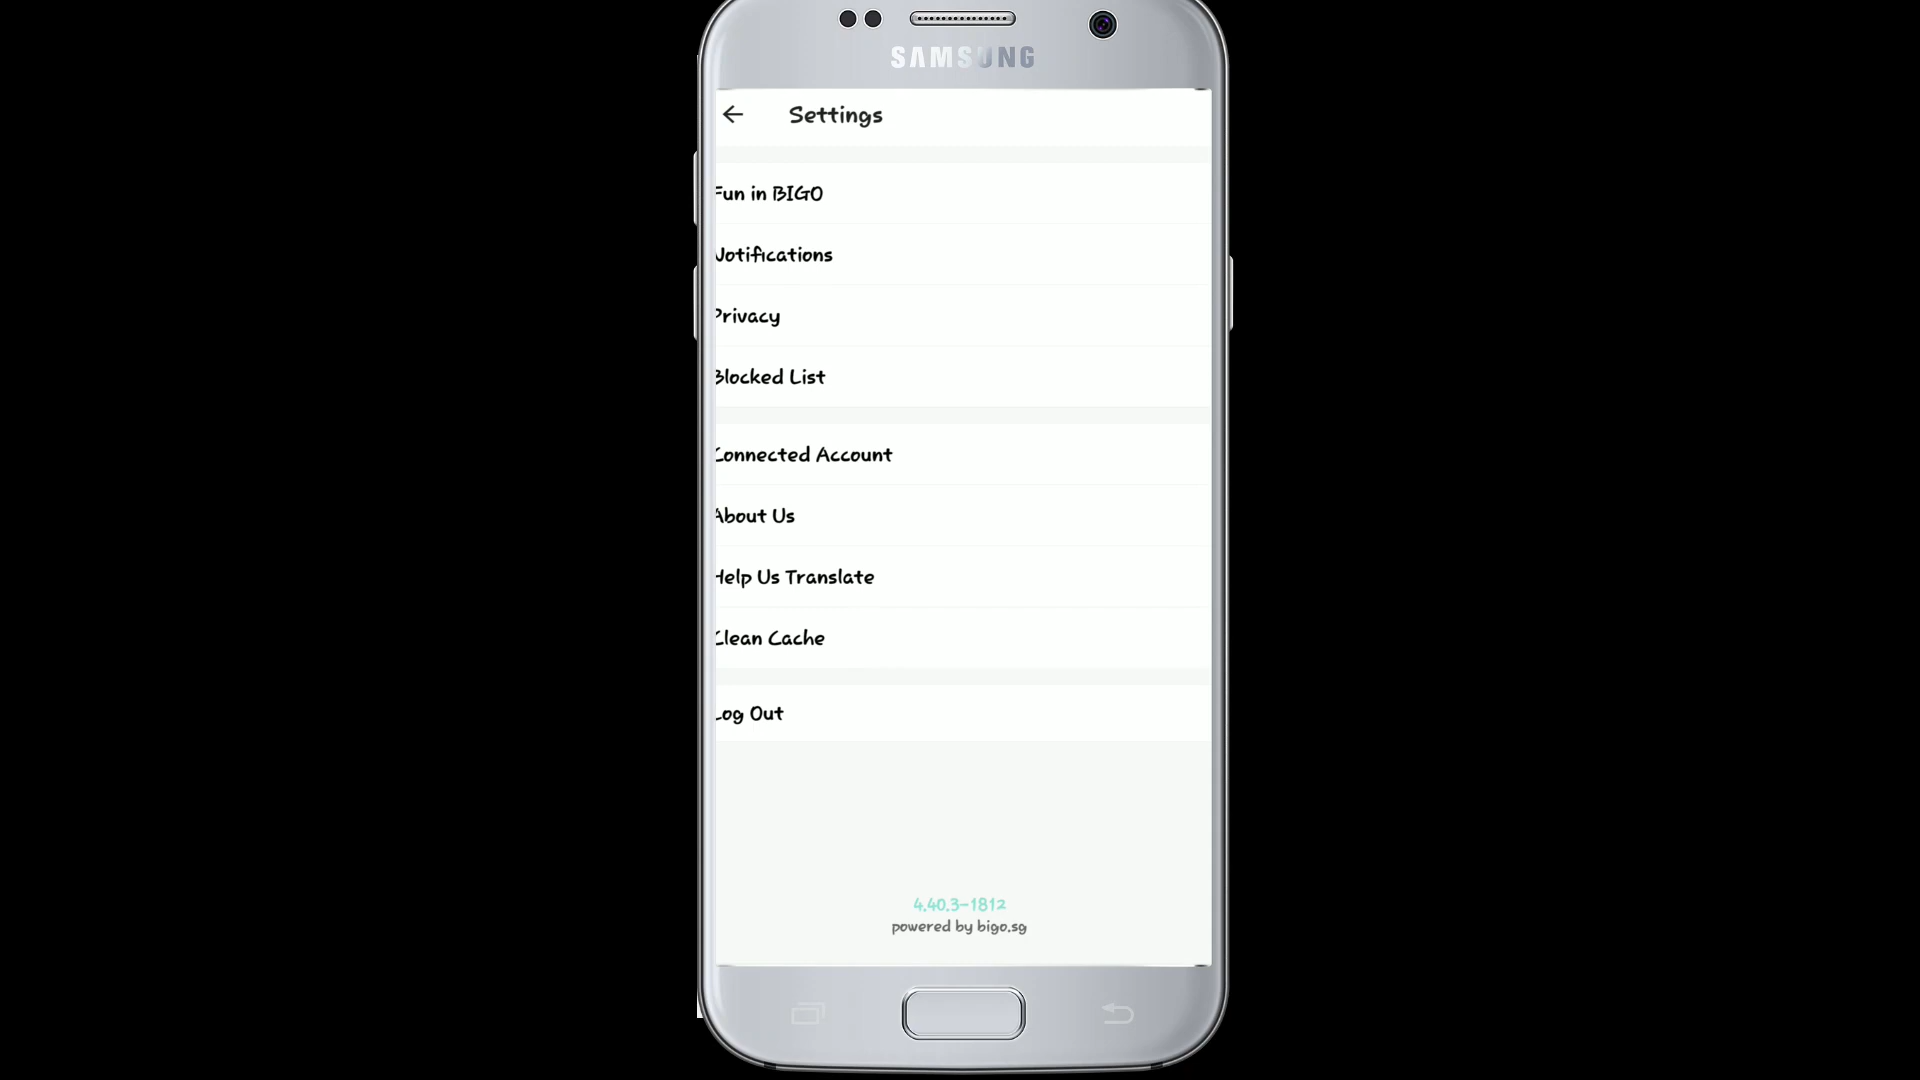 SAMSUNG
Settings
Fun in BIGO
Notifications
Privacy
Blocked List
Connected Account
About Us
Help Us Translate
Clean Cache
Log Out
4.40.3-1812
powered by bigo.sg